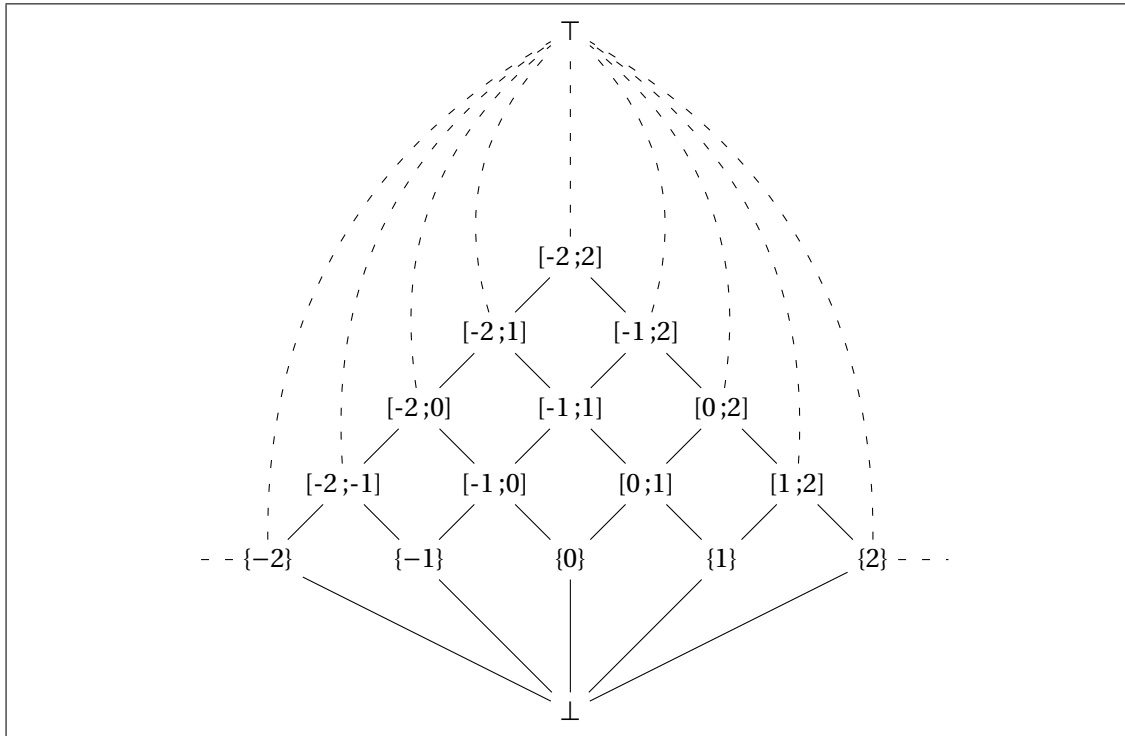 ⊤
[-2 ;2]
[-2 ;1] [-1 ;2]
[-2 ;0] [-1 ;1] [0 ;2]
[-2 ;-1] [-1 ;0] [0 ;1] [1 ;2]
{−2} {−1} {0} {1} {2}
⊥